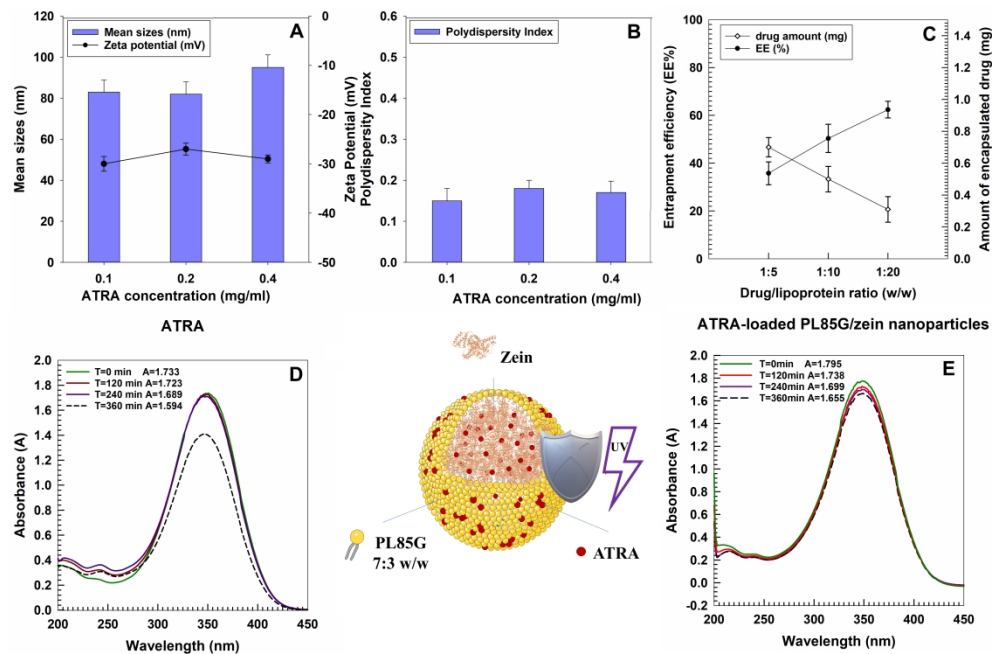 A
Mean sizes (nm)
Zeta potential (mV)
120
100
80
60
40
20
0
0
-10
-20
-30
-40
-50
Mean sizes (nm)
Zeta Potential (mV)
0.1
0.2
0.4
ATRA concentration (mg/ml)
B
Polydispersity Index
0.6
0.5
0.4
0.3
0.2
0.1
0.0
Polydispersity Index
0.1
0.2
0.4
ATRA concentration (mg/ml)
C
drug amount (mg)
EE (%)
100
80
60
40
20
0
1.4
1.2
1.0
0.8
0.6
0.4
0.2
0.0
Entrapment efficiency (EE%)
Amount of encapsulated drug (mg)
1:5
1:10
1:20
Drug/lipoprotein ratio (w/w)
ATRA
D
T=0 min A=1.733
T=120 min A=1.723
T=240 min A=1.689
T=360 min A=1.594
2.0
1.8
1.6
1.4
1.2
1.0
0.8
0.6
0.4
0.2
0.0
Absorbance (A)
200
250
300
350
400
450
Wavelength (nm)
Zein
UV
PL85G
7:3 w/w
ATRA
ATRA-loaded PL85G/zein nanoparticles
E
T=0min A=1.795
T=120min A=1.738
T=240min A=1.699
T=360min A=1.655
2.0
1.8
1.6
1.4
1.2
1.0
0.8
0.6
0.4
0.2
0.0
-0.2
Absorbance (A)
200
250
300
350
400
450
Wavelength (nm)